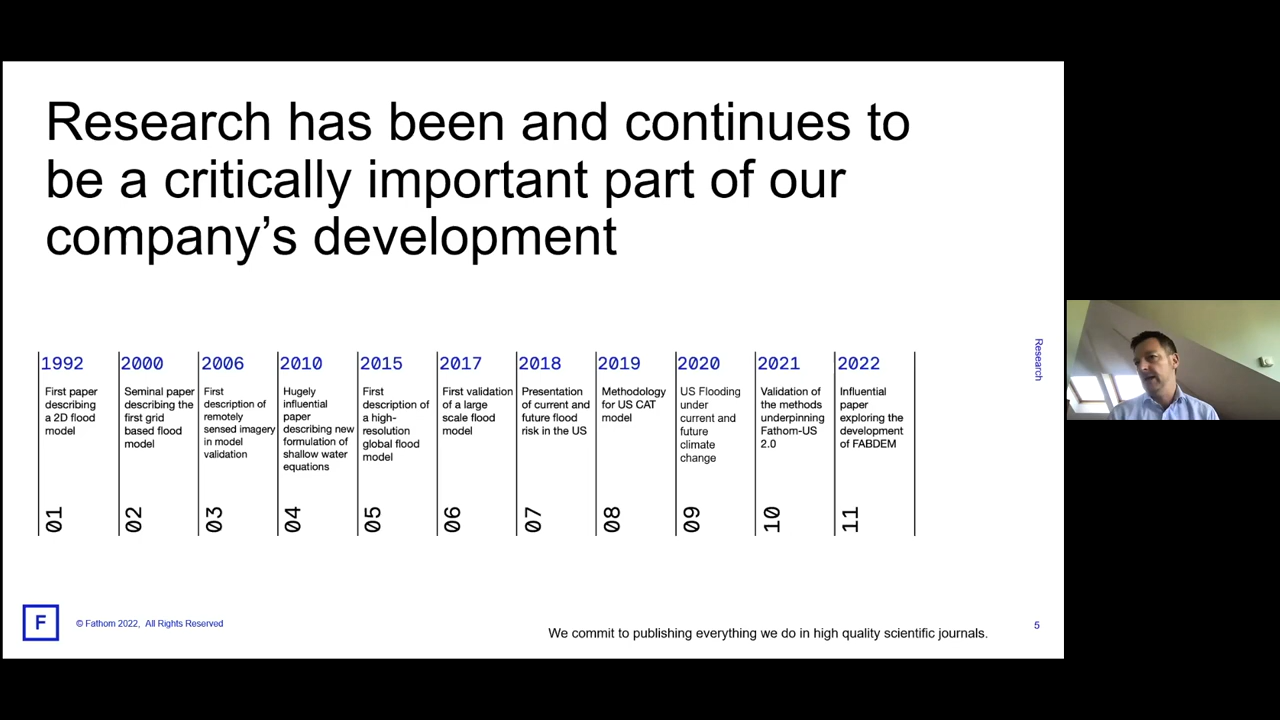 Research has been and continues to
be a critically important part of our
company's development
Research
1992
First paper
describing
a 2D flood
model
01
2000
Seminal paper
describing the
first grid
based flood
model
02
2006
First
description of
remotely
sensed imagery
in model
validation
03
2010
Hugely
influential
paper
describing new
formulation of
shallow water
equations
04
2015
First
description of
a high-
resolution
global flood
model
05
2017
First validation
of a large
scale flood
model
06
2018
Presentation
of current and
future flood
risk in the US
07
2019
Methodology
for US CAT
model
08
2020
US Flooding
under
current and
future
climate
change
09
2021
Validation of
the methods
underpinning
Fathom-US
2.0
10
2022
Influential
paper
exploring the
development
of FABDEM
11
F
© Fathom 2022, All Rights Reserved
We commit to publishing everything we do in high quality scientific journals.
5